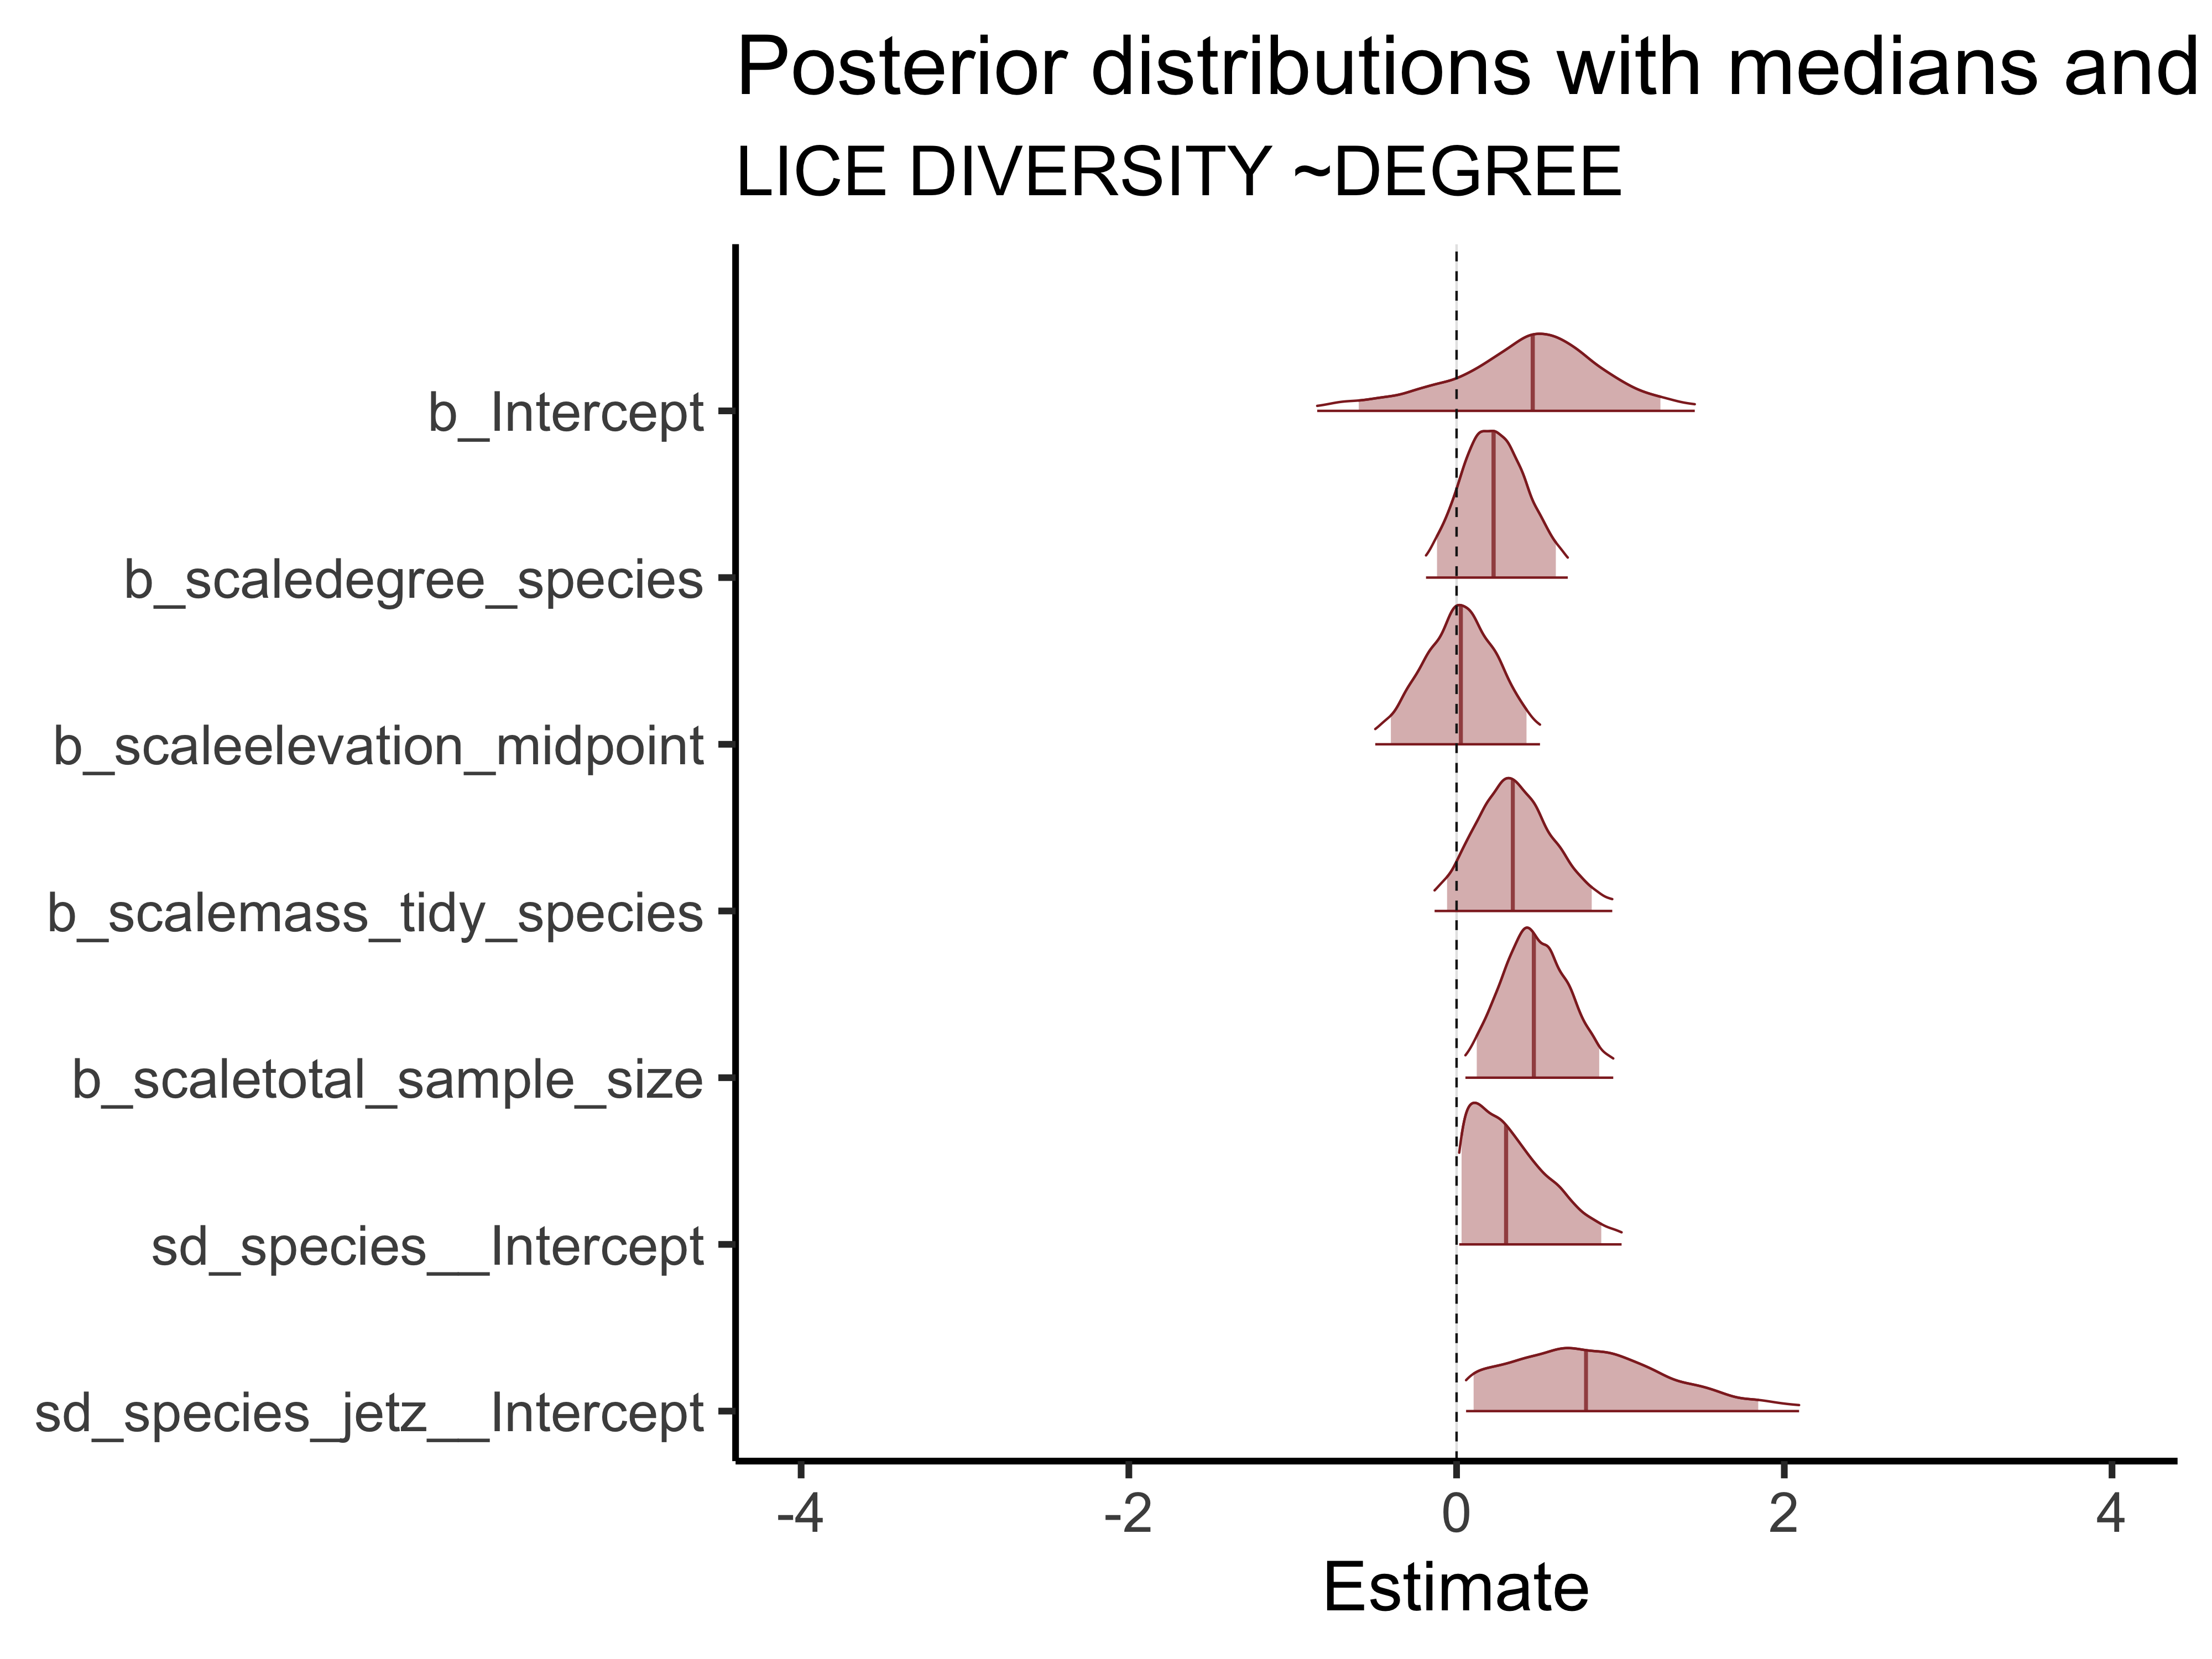 Posterior distributions with medians and
LICE DIVERSITY ~DEGREE
b_Intercept
b_scaledegree_species
b_scaleelevation_midpoint
b_scalemass_tidy_species
b_scaletotal_sample_size
sd_species__Intercept
sd_species_jetz__Intercept
-4 -2 0 2 4
Estimate